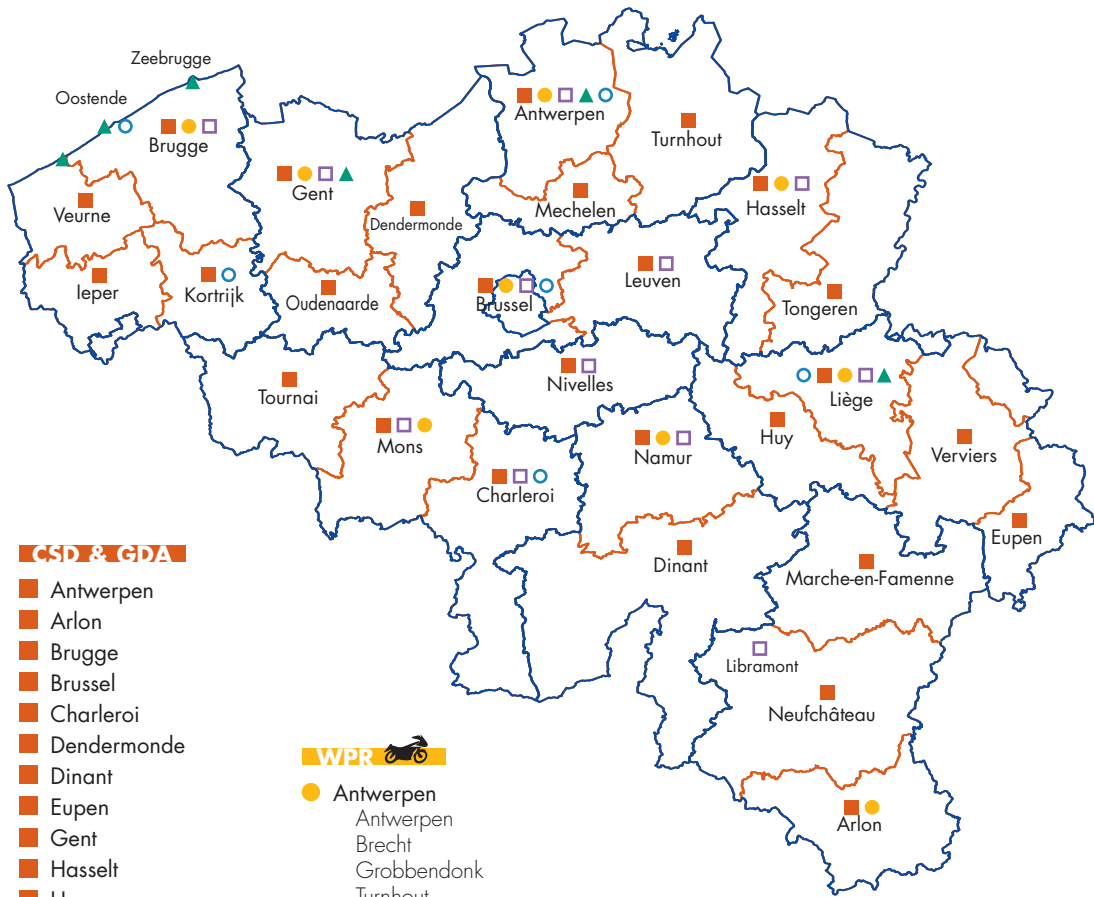 Zeebrugge
Oostende
Brugge
Antwerpen
Turnhout
Gent
Hasselt
Veurne
Mechelen
Dendermonde
Ieper
Kortrijk
Oudenaarde
Brussel
Leuven
Tongeren
Tournai
Nivelles
Liège
Huy
Mons
Namur
Verviers
Charleroi
Eupen
Dinant
Marche-en-Famenne
Libramont
Neufchâteau
Arlon
CSD & GDA
Antwerpen
Arlon
Brugge
Brussel
Charleroi
Dendermonde
Dinant
Eupen
Gent
Hasselt
WPR
Antwerpen
Antwerpen
Brecht
Grobbendonk
Turnhout